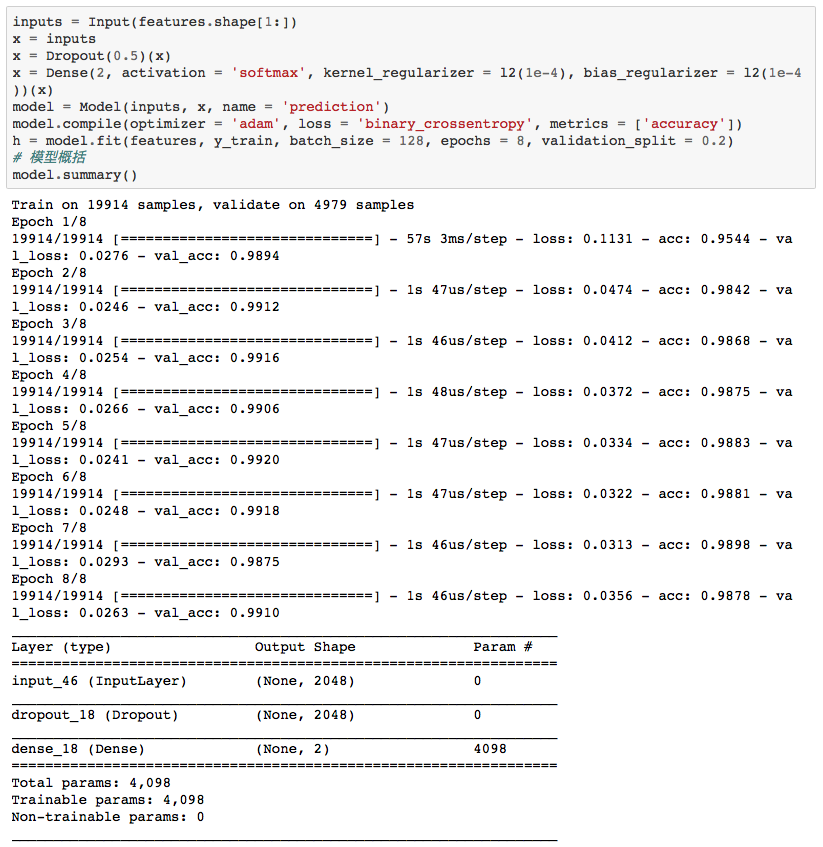 inputs = Input(features.shape[1:])
x = inputs
x = Dropout(0.5)(x)
x = Dense(2, activation = 'softmax', kernel_regularizer = l2(1e-4), bias_regularizer = l2(1e-4
))(x)
model = Model(inputs, x, name = 'prediction')
model.compile(optimizer = 'adam', loss = 'binary_crossentropy', metrics = ['accuracy'])
h = model.fit(features, y_train, batch_size = 128, epochs = 8, validation_split = 0.2)
# 模型概括
model.summary()
Train on 19914 samples, validate on 4979 samples
Epoch 1/8
19914/19914 [==============================] - 57s 3ms/step - loss: 0.1131 - acc: 0.9544 - va
l_loss: 0.0276 - val_acc: 0.9894
Epoch 2/8
19914/19914 [==============================] - 1s 47us/step - loss: 0.0474 - acc: 0.9842 - va
l_loss: 0.0246 - val_acc: 0.9912
Epoch 3/8
19914/19914 [==============================] - 1s 46us/step - loss: 0.0412 - acc: 0.9868 - va
l_loss: 0.0254 - val_acc: 0.9916
Epoch 4/8
19914/19914 [==============================] - 1s 48us/step - loss: 0.0372 - acc: 0.9875 - va
l_loss: 0.0266 - val_acc: 0.9906
Epoch 5/8
19914/19914 [==============================] - 1s 47us/step - loss: 0.0334 - acc: 0.9883 - va
l_loss: 0.0241 - val_acc: 0.9920
Epoch 6/8
19914/19914 [==============================] - 1s 47us/step - loss: 0.0322 - acc: 0.9881 - va
l_loss: 0.0248 - val_acc: 0.9918
Epoch 7/8
19914/19914 [==============================] - 1s 46us/step - loss: 0.0313 - acc: 0.9898 - va
l_loss: 0.0293 - val_acc: 0.9875
Epoch 8/8
19914/19914 [==============================] - 1s 46us/step - loss: 0.0356 - acc: 0.9878 - va
l_loss: 0.0263 - val_acc: 0.9910
_________________________________________________________________
Layer (type)                 Output Shape              Param #
=================================================================
input_46 (InputLayer)        (None, 2048)              0
_________________________________________________________________
dropout_18 (Dropout)         (None, 2048)              0
_________________________________________________________________
dense_18 (Dense)             (None, 2)                 4098
=================================================================
Total params: 4,098
Trainable params: 4,098
Non-trainable params: 0
_________________________________________________________________